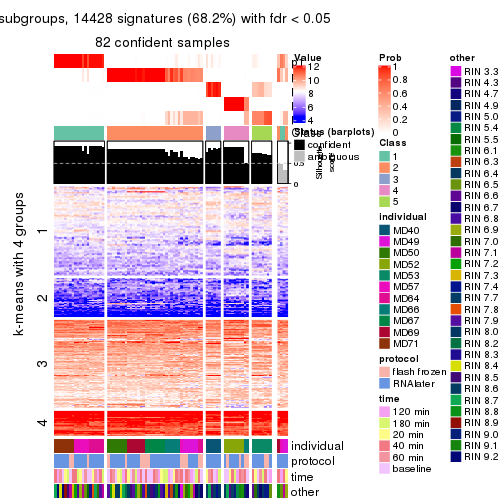 subgroups, 14428 signatures (68.2%) with fdr < 0.05
82 confident samples
k-means with 4 groups
1
2
3
4
Value
12
10
8
6
4
Status (barplots)
confident
ambiguous
Silhouette
score
1
0.5
0
individual
protocol
time
other
Prob
1
0.8
0.6
0.4
0.2
0
Class
1
2
3
4
5
individual
MD40
MD49
MD50
MD52
MD53
MD57
MD64
MD66
MD67
MD69
MD71
protocol
flash frozen
RNAlater
time
120 min
180 min
20 min
40 min
60 min
baseline
other
RIN 3.3
RIN 4.3
RIN 4.7
RIN 4.9
RIN 5.0
RIN 5.4
RIN 5.5
RIN 6.1
RIN 6.3
RIN 6.4
RIN 6.5
RIN 6.6
RIN 6.7
RIN 6.8
RIN 6.9
RIN 7.0
RIN 7.1
RIN 7.2
RIN 7.3
RIN 7.4
RIN 7.7
RIN 7.8
RIN 7.9
RIN 8.0
RIN 8.2
RIN 8.3
RIN 8.4
RIN 8.5
RIN 8.6
RIN 8.7
RIN 8.8
RIN 8.9
RIN 9.0
RIN 9.1
RIN 9.2